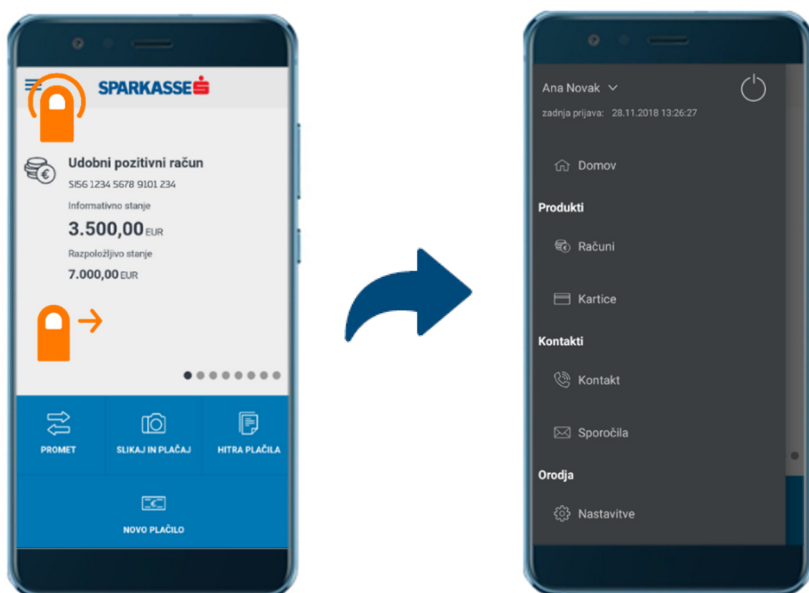 SPARKASSE
Udobni pozitivni račun
SI56 1234 5678 9101 234
Informativno stanje
3.500,00 EUR
Razpoložljivo stanje
7.000,00 EUR
PROMET
SLIKAJ IN PLAČAJ
HITRA PLAČILA
NOVO PLAČILO
Ana Novak
zadnja prijava: 28.11.2018 13:26:27
Domov
Produkti
Računi
Kartice
Kontakti
Kontakt
Sporočila
Orodja
Nastavitve